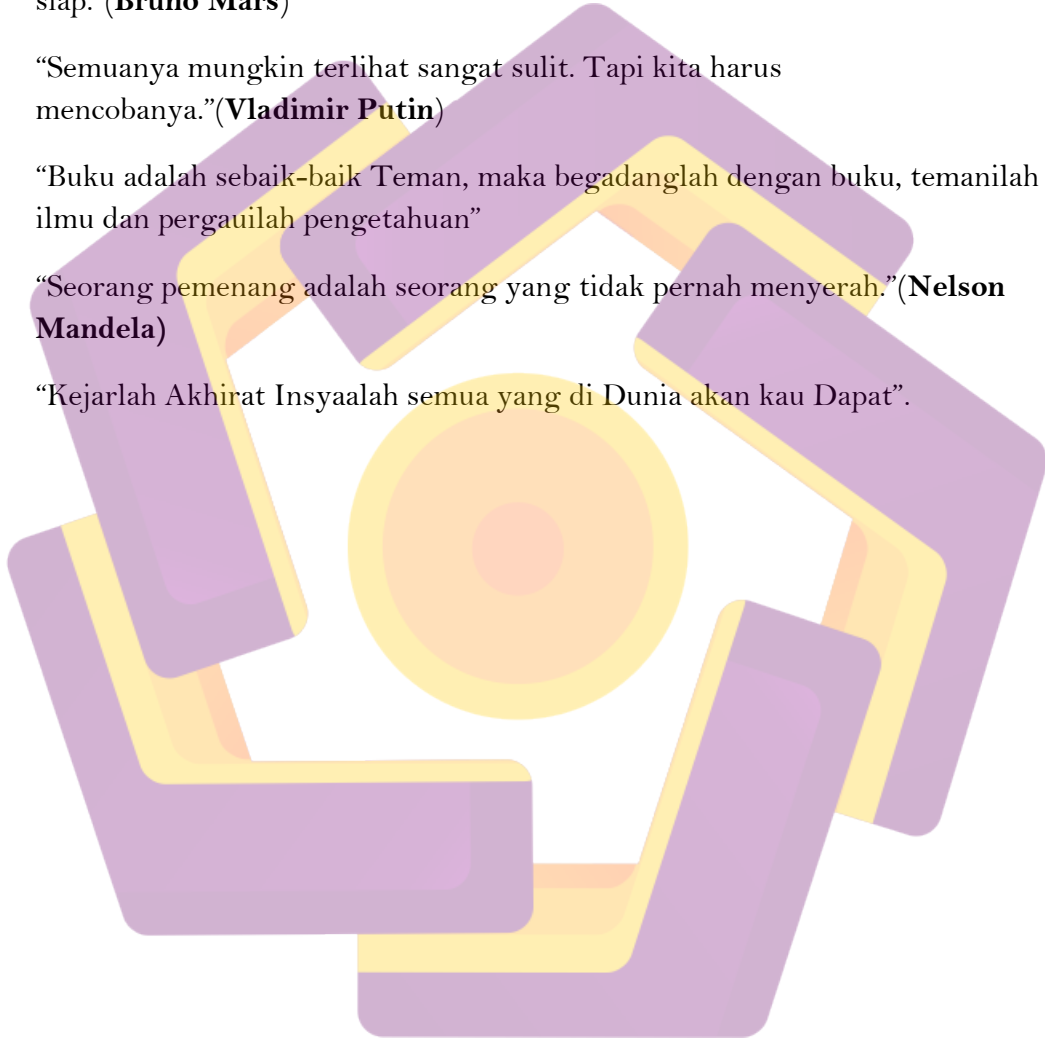 siap. (Bruno Mars)
“Semuanya mungkin terlihat sangat sulit. Tapi kita harus
mencobanya.”(Vladimir Putin)
“Buku adalah sebaik-baik Teman, maka begadanglah dengan buku, temanilah
ilmu dan pergauilah pengetahuan”
“Seorang pemenang adalah seorang yang tidak pernah menyerah.”(Nelson
Mandela)
“Kejarlah Akhirat Insyaalah semua yang di Dunia akan kau Dapat”.